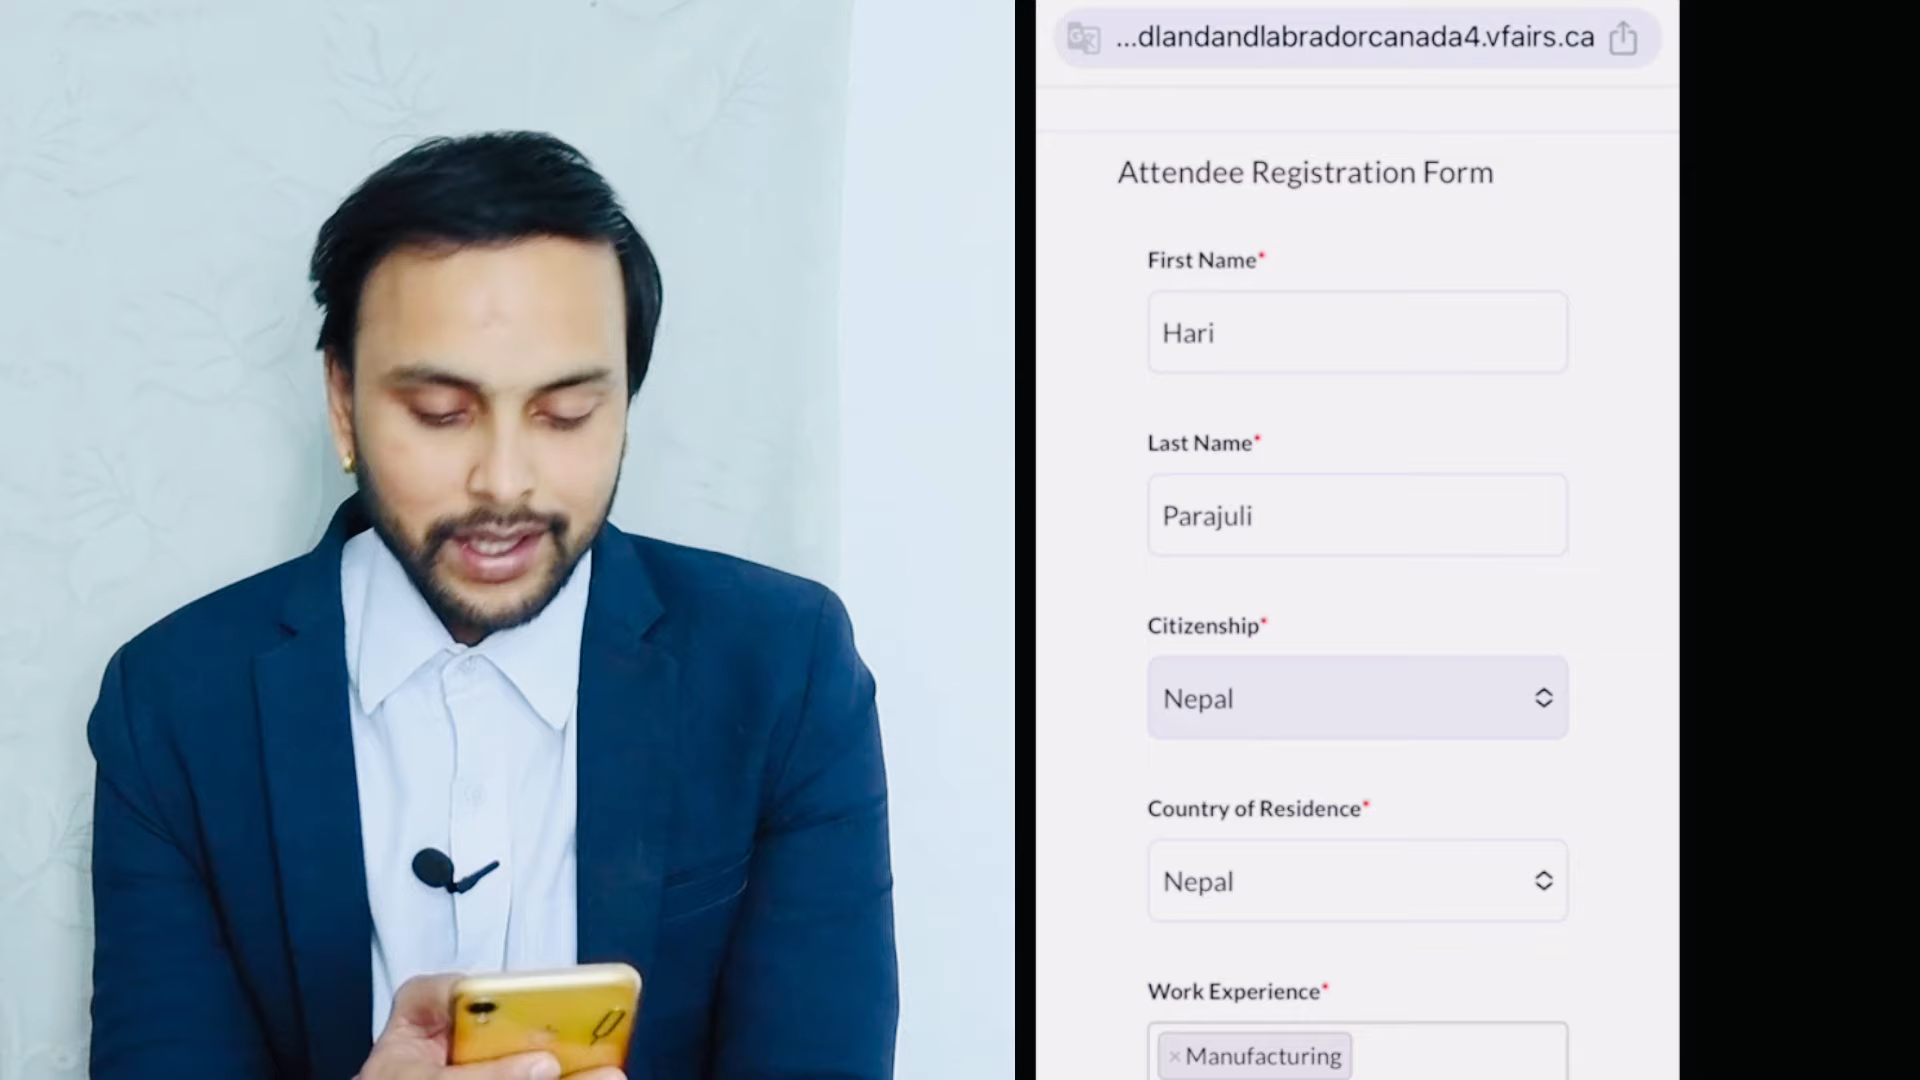 ...dlandandlabradorcanada4.vfairs.ca
Attendee Registration Form
First Name*
Hari
Last Name*
Parajuli
Citizenship*
Nepal
Country of Residence*
Nepal
Work Experience*
× Manufacturing